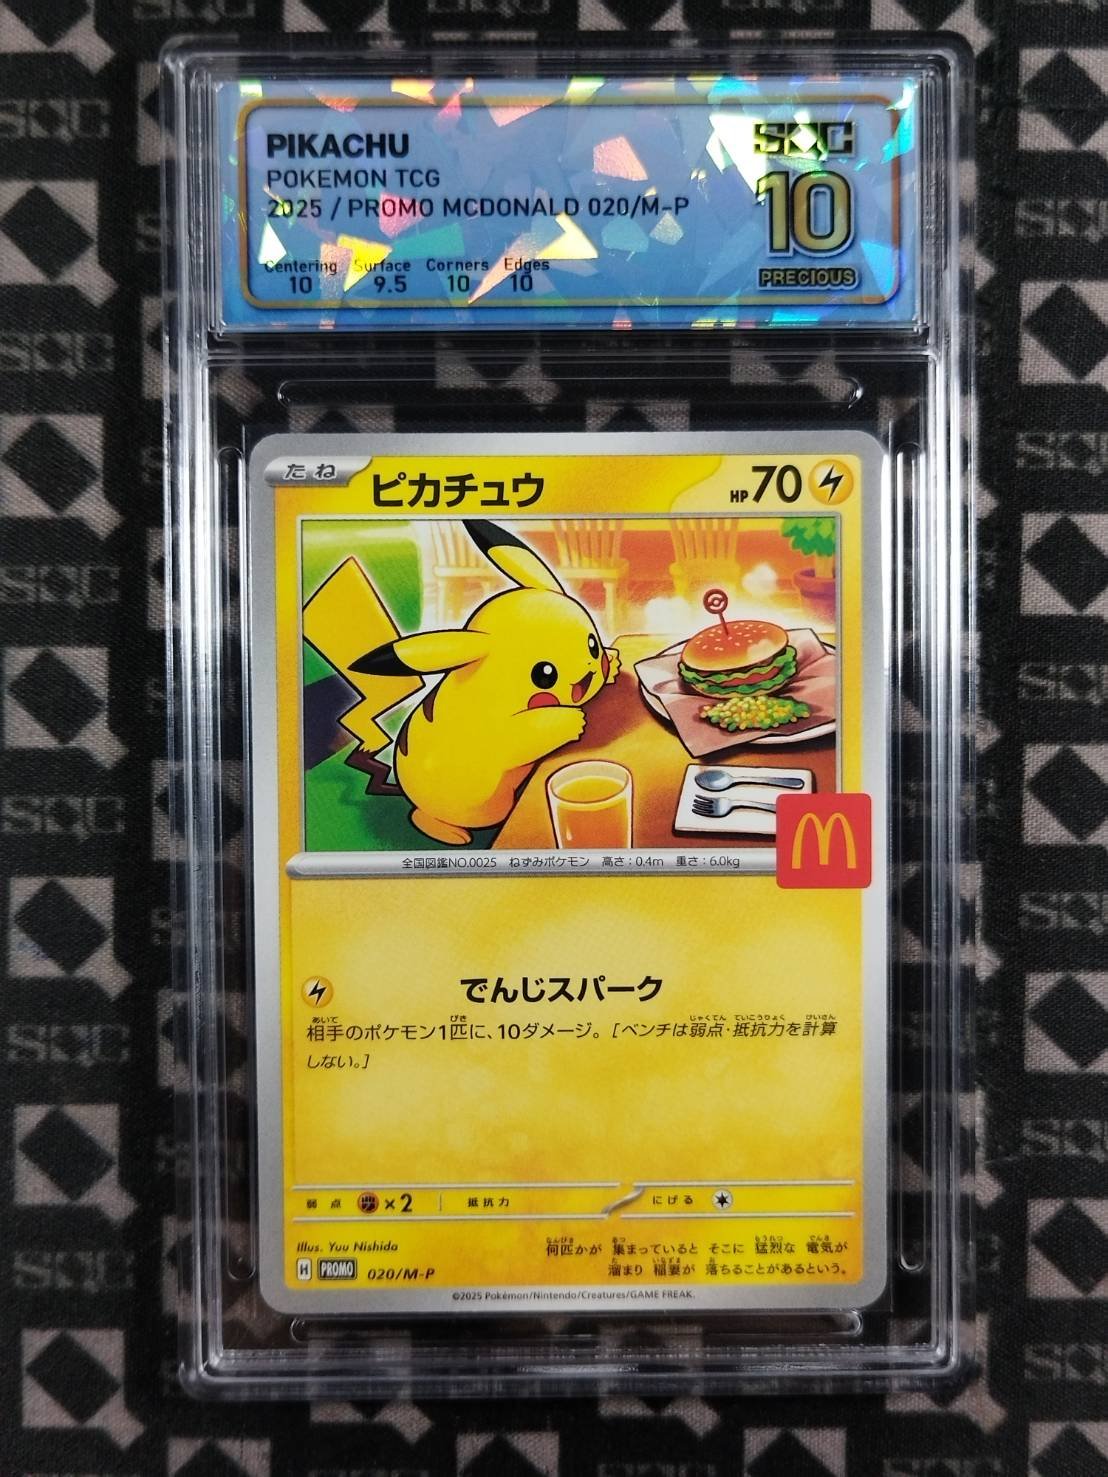 PIKACHU
POKEMON TCG
2025 / PROMO MCDONALD 020/M-P
Centering Surface Corners Edges
10 9.5 10 10
SQC
10
PRECIOUS
たね ピカチュウ HP70
全国図鑑NO.0025 ねずみポケモン 高さ:0.4m 重さ:6.0kg
でんじスパーク
相手のポケモン1匹に、10ダメージ。[ベンチは弱点・抵抗力を計算
しない。]
弱点 ×2 抵抗力 にげる
Illus. Yuu Nishida
H PROMO 020/M-P
何匹かが 集まっていると そこに 猛烈な 電気が
溜まり 稲妻が 落ちることがあるという。
©2025 Pokémon/Nintendo/Creatures/GAME FREAK.